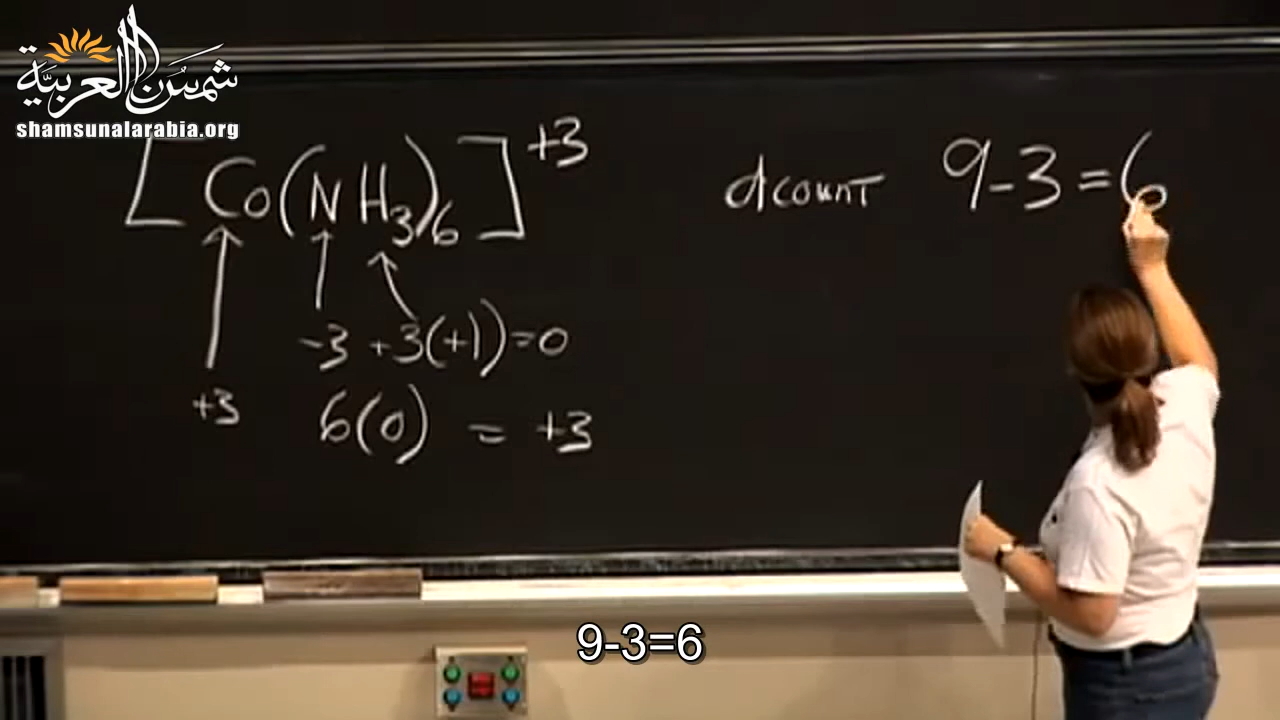 شمس العربية
shamsunalarabia.org
[Co(NH₃)₆]⁺³
d count 9-3=6
-3 +3(+1)=0
+3 6(0) = +3
9-3=6